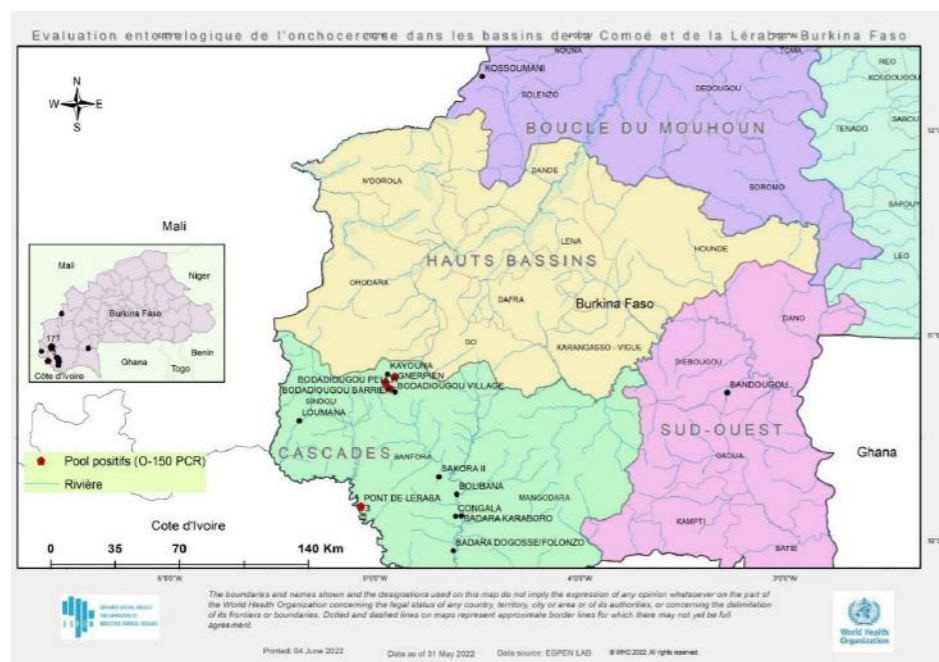 Evaluation entomologique de l'onchocercose dans les bassins de la Comoé et de la Léraba- Burkina Faso
NOUNA
TOMA
REO
KOSSOUMANI
KOUDOUGOU
SOLENZO
DEDOUGOU
SABOU
BOUCLE DU MOUHOUN
TENADO
N
W E
S
DANDE
N'DOROLA
BOROMO
SAPOUY
Mali
LENA
HOUNDE
LEO
HAUTS BASSINS
ORODARA
DAFRA
Burkina Faso
DANO
Mali
Niger
Burkina Faso
Benin
Ghana
Togo
Côte d'Ivoire
DO
KARANGASSO - VIGUE
DIEBOUGOU
KAYOUNA
GNERPIEN
BODADIOUGOU VILLAGE
BODADIOUGOU BARRIERE
SINDOU
BANDOUGOU
LOUMANA
SUD-OUEST
Ghana
CASCADES
BANFORA
GAOUA
Pool positifs (O-150 PCR)
SAKORA II
Rivière
BOLIBANA
PONT DE LERABA
MANGODARA
3
CONGALA
BADARA KARABORO
KAMPTI
Cote d'Ivoire
BADARA DOGOSSE/FOLONZO
BATIE
0 35 70 140 Km
6°0'0"W 5°0'0"W 4°0'0"W 3°0'0"W
The boundaries and names shown and the designations used on this map do not imply the expression of any opinion whatsoever on the part of
the World Health Organization concerning the legal status of any country, territory, city or area or of its authorities, or concerning the delimitation
of its frontiers or boundaries. Dotted and dashed lines on maps represent approximate border lines for which there may not yet be full
agreement.
ESPEN
World Health
Organization
Printed: 04 June 2022 Data as of 31 May 2022 Data source: ESPEN LAB © WHO 2022. All rights reserved.